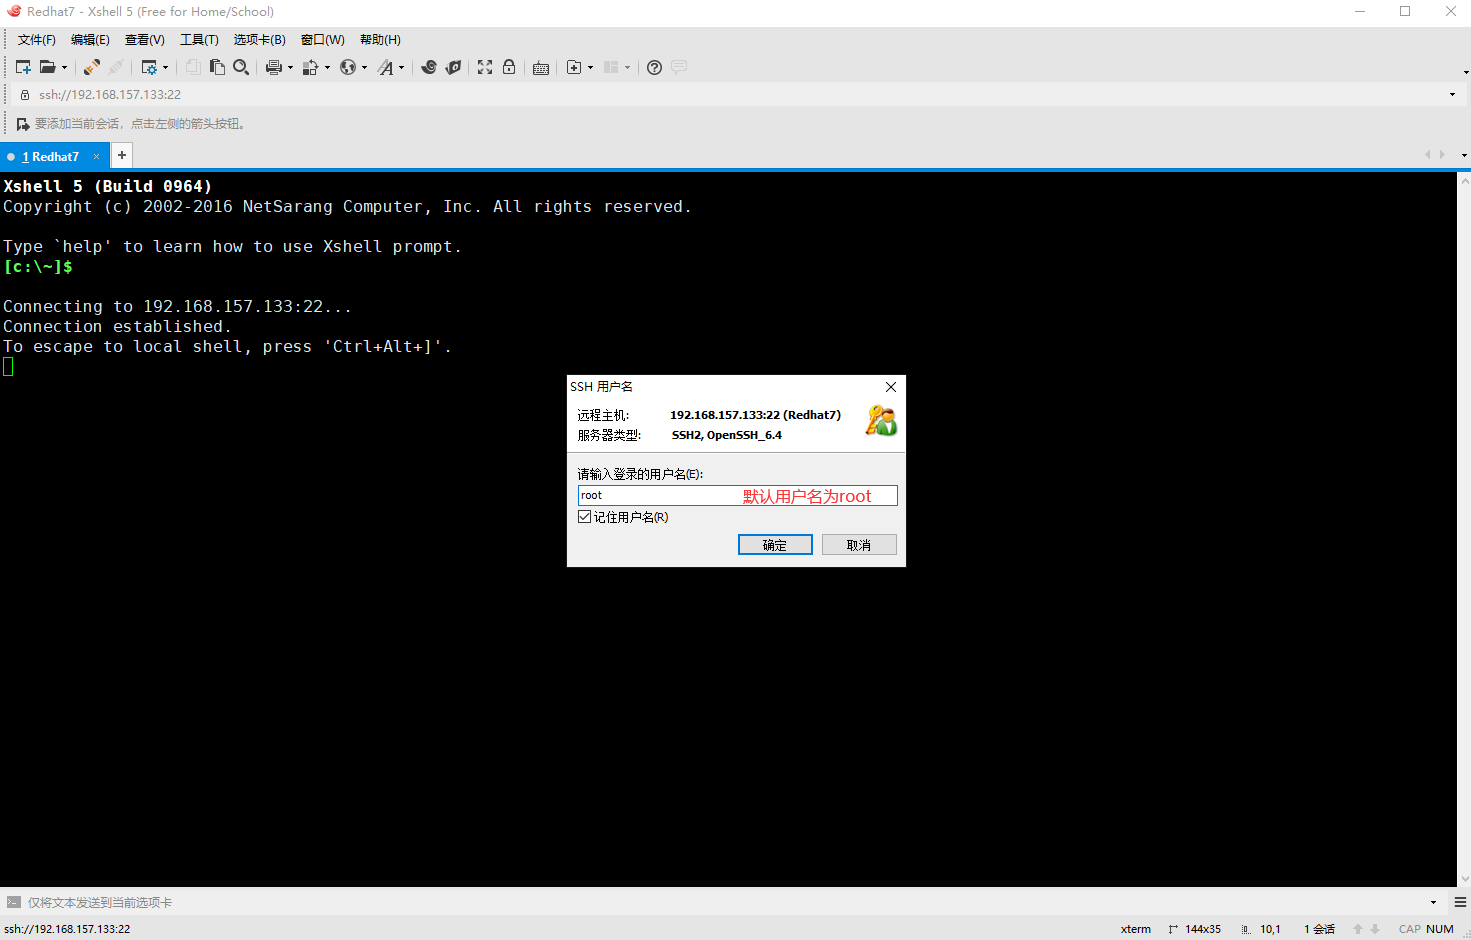 Redhat7 - Xshell 5 (Free for Home/School)
文件(F) 编辑(E) 查看(V) 工具(T) 选项卡(B) 窗口(W) 帮助(H)
ssh://192.168.157.133:22
要添加当前会话，点击左侧的箭头按钮。
1 Redhat7 × +
Xshell 5 (Build 0964)
Copyright (c) 2002-2016 NetSarang Computer, Inc. All rights reserved.
Type `help' to learn how to use Xshell prompt.
[c:\~]$
Connecting to 192.168.157.133:22...
Connection established.
To escape to local shell, press 'Ctrl+Alt+]'.
SSH 用户名
远程主机: 192.168.157.133:22 (Redhat7)
服务器类型: SSH2, OpenSSH_6.4
请输入登录的用户名(E):
root 默认用户名为root
记住用户名(R)
确定 取消
仅将文本发送到当前选项卡
ssh://192.168.157.133:22 xterm 144x35 10,1 1 会话 CAP NUM